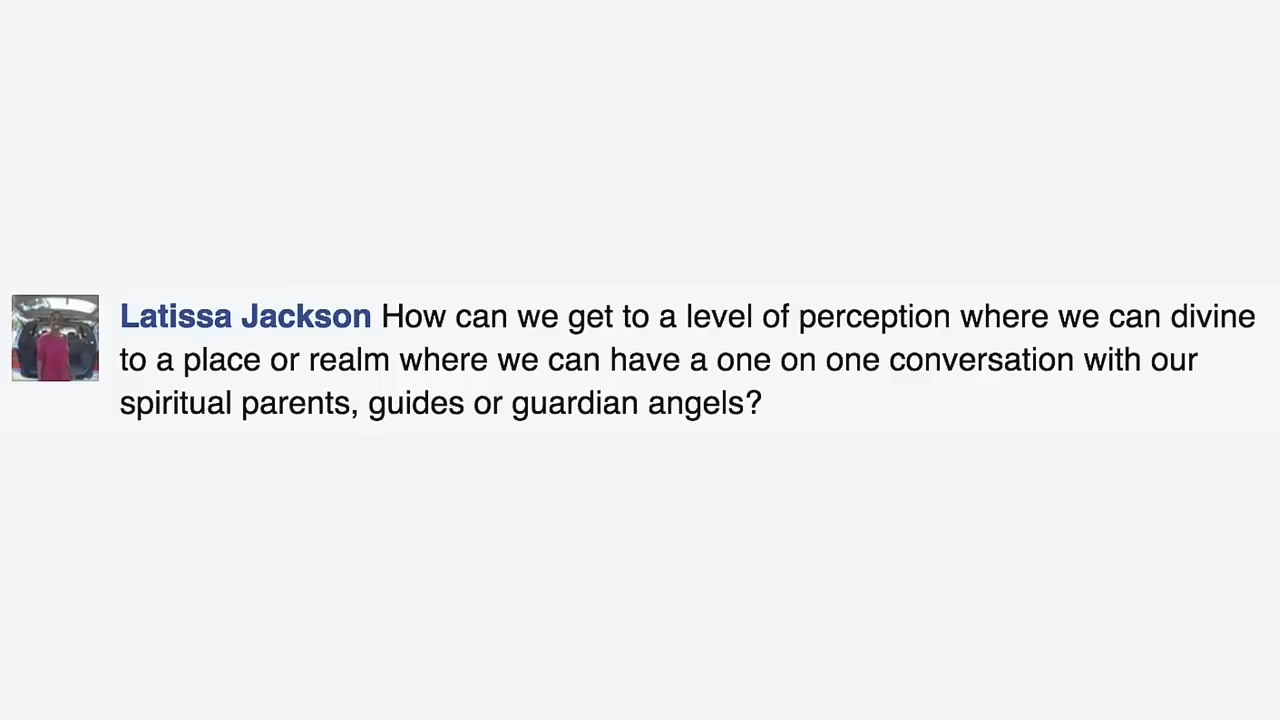 Latissa Jackson How can we get to a level of perception where we can divine
to a place or realm where we can have a one on one conversation with our
spiritual parents, guides or guardian angels?